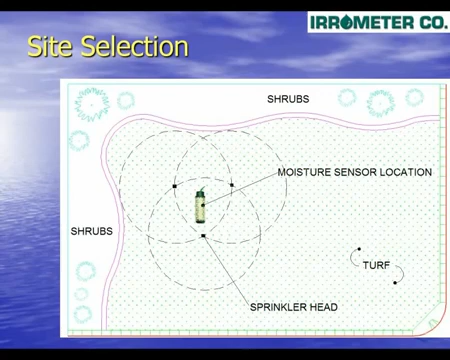 IRROMETER CO.
Site Selection
SHRUBS
MOISTURE SENSOR LOCATION
SHRUBS
TURF
SPRINKLER HEAD